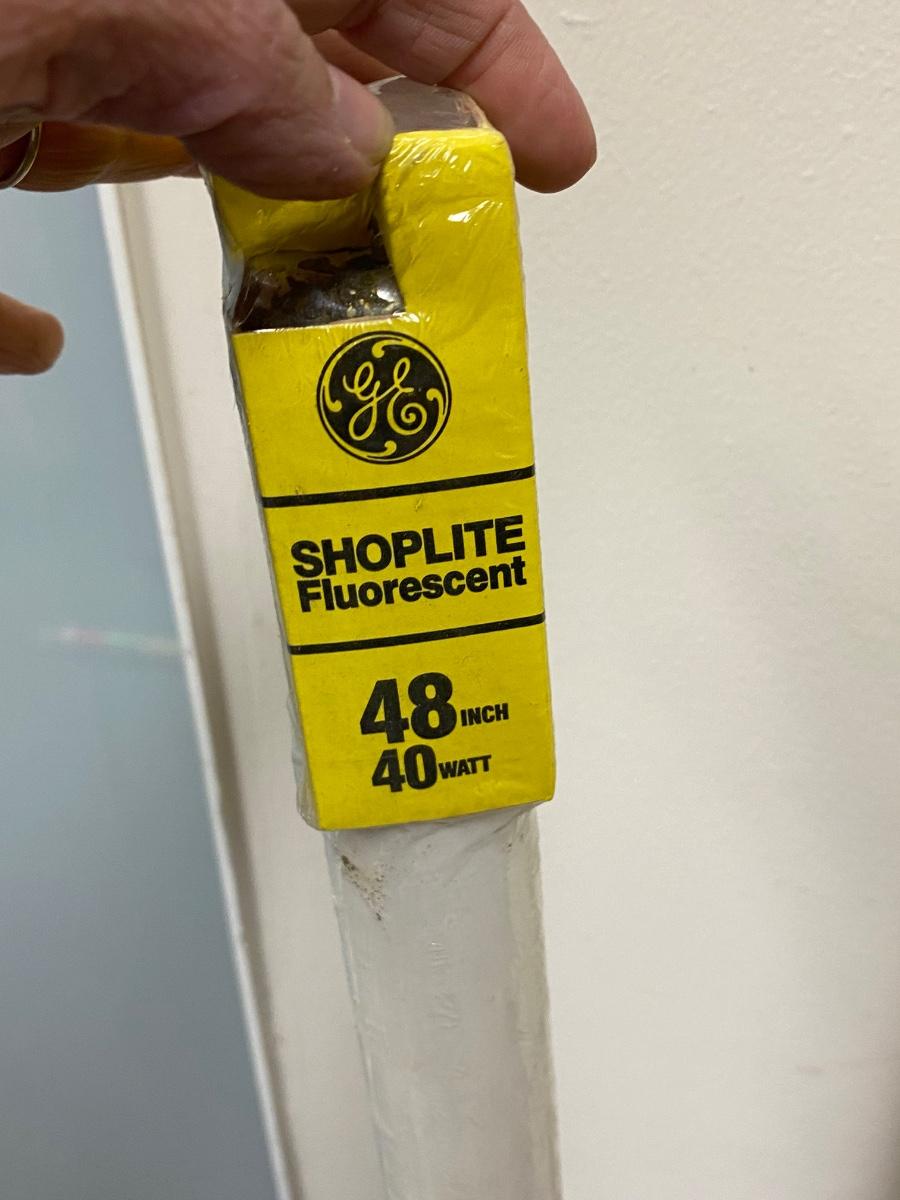 GE
SHOPLITE
Fluorescent
48 INCH
40 WATT